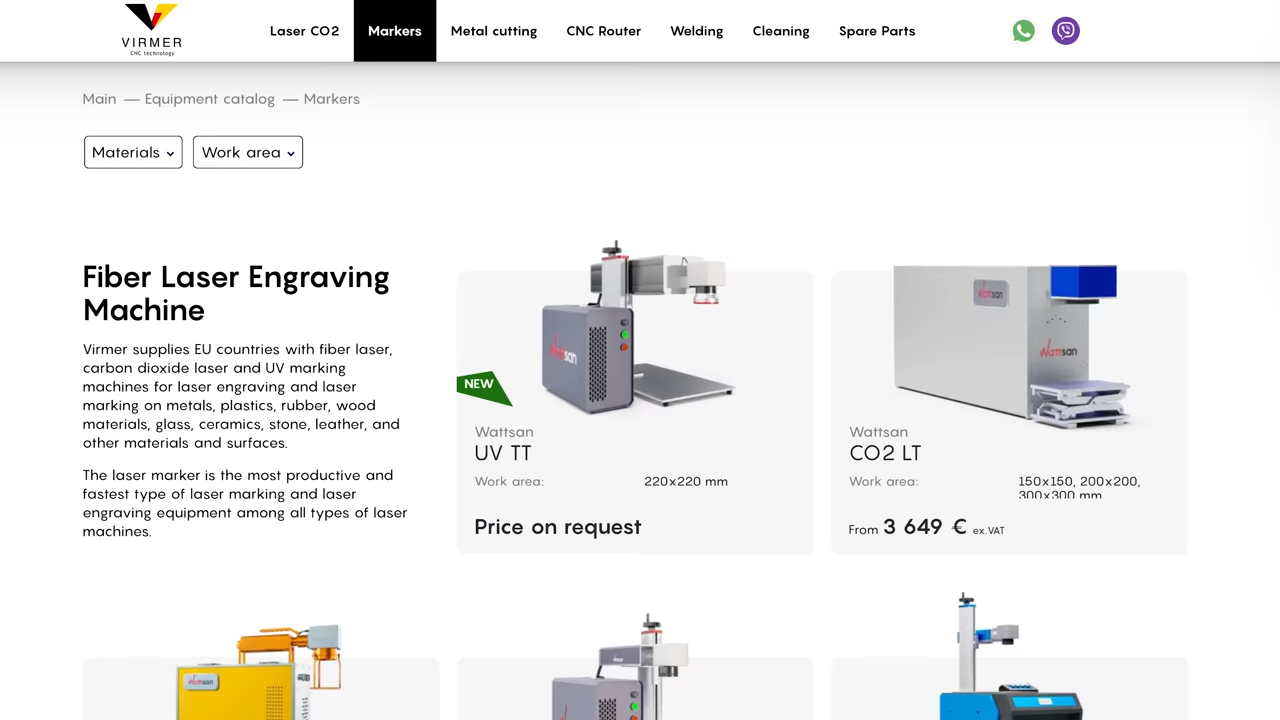 VIRMER
CNC technology
Laser CO2
Markers
Metal cutting
CNC Router
Welding
Cleaning
Spare Parts
Main — Equipment catalog — Markers
Materials
Work area
Fiber Laser Engraving
Machine
Virmer supplies EU countries with fiber laser,
carbon dioxide laser and UV marking
machines for laser engraving and laser
marking on metals, plastics, rubber, wood
materials, glass, ceramics, stone, leather, and
other materials and surfaces.
The laser marker is the most productive and
fastest type of laser marking and laser
engraving equipment among all types of laser
machines.
Wattsan
NEW
Wattsan
UV TT
Work area: 220x220 mm
Price on request
Wattsan
Wattsan
Wattsan
CO2 LT
Work area: 150x150, 200x200,
300x300 mm
From 3 649 € ex.VAT
Wattsan